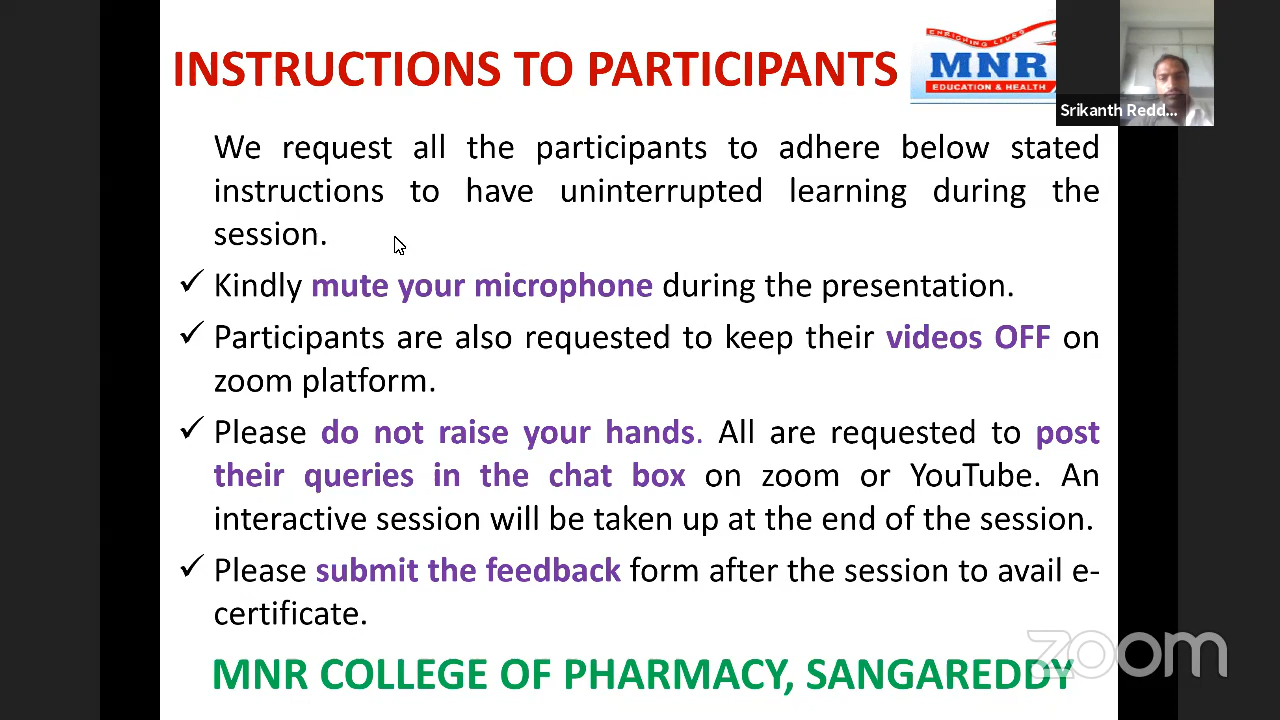 INSTRUCTIONS TO PARTICIPANTS
ENRICHING LIVES
MNR
EDUCATION & HEALTH
Srikanth Redd...
We request all the participants to adhere below stated
instructions to have uninterrupted learning during the
session.
✓ Kindly mute your microphone during the presentation.
✓ Participants are also requested to keep their videos OFF on
zoom platform.
✓ Please do not raise your hands. All are requested to post
their queries in the chat box on zoom or YouTube. An
interactive session will be taken up at the end of the session.
✓ Please submit the feedback form after the session to avail e-
certificate.
MNR COLLEGE OF PHARMACY, SANGAREDDY
zoom